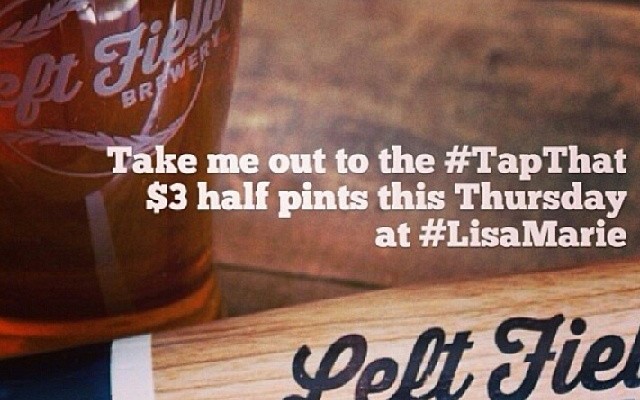 eft Field
BREWERY
Take me out to the #TapThat
$3 half pints this Thursday
at #LisaMarie
Left Fiel